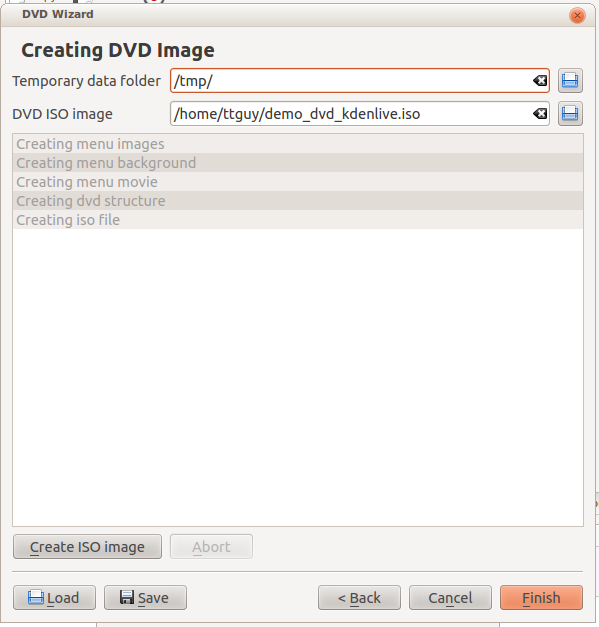 DVD Wizard
Creating DVD Image
Temporary data folder /tmp/
DVD ISO image /home/ttguy/demo_dvd_kdenlive.iso
Creating menu images
Creating menu background
Creating menu movie
Creating dvd structure
Creating iso file
Create ISO image Abort
Load Save < Back Cancel Finish